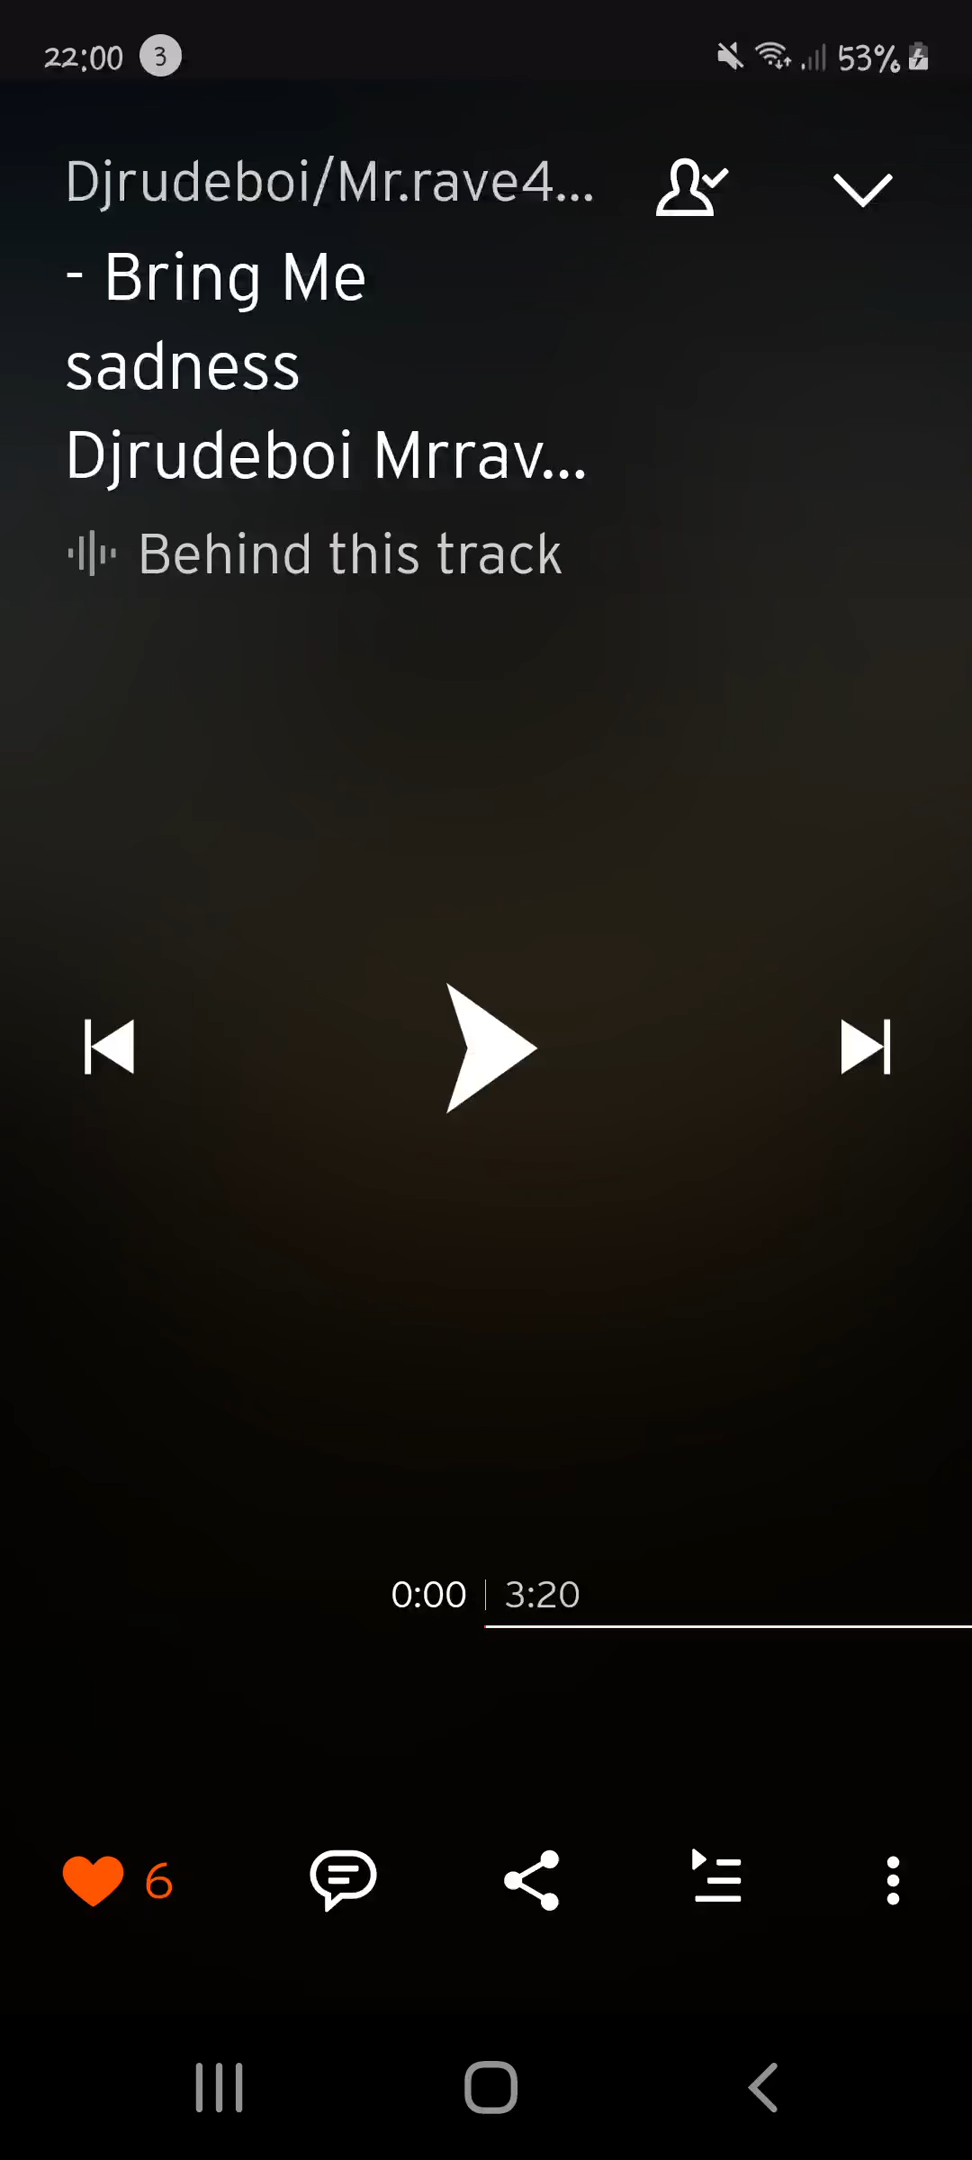 22:00 3 53%
Djrudeboi/Mr.rave4...
- Bring Me
sadness
Djrudeboi Mrrav...
Behind this track
0:00 3:20
6